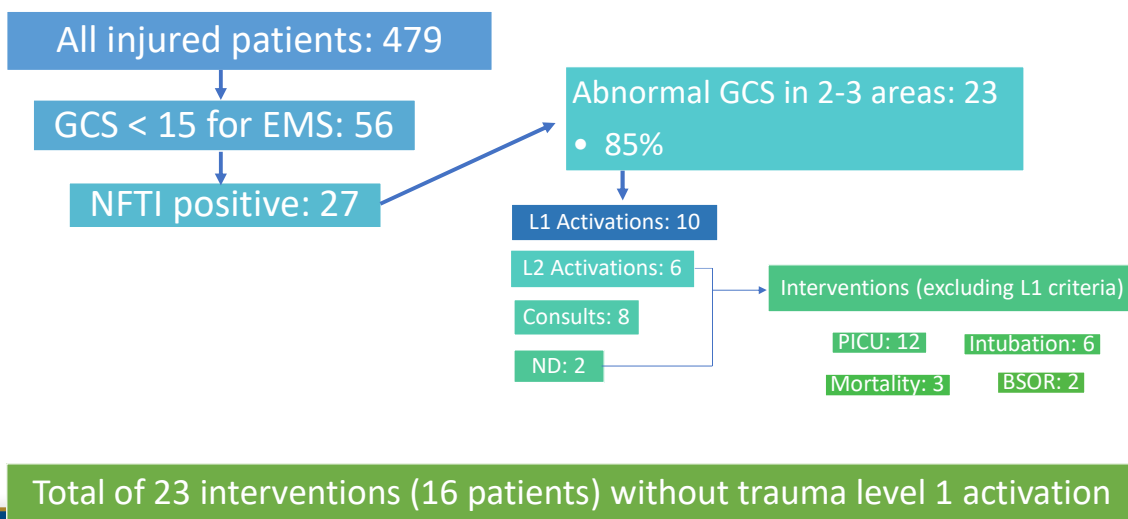 All injured patients: 479
GCS < 15 for EMS: 56
NFTI positive: 27
Abnormal GCS in 2-3 areas: 23
• 85%
L1 Activations: 10
L2 Activations: 6
Consults: 8
ND: 2
Interventions (excluding L1 criteria)
PICU: 12
Intubation: 6
Mortality: 3
BSOR: 2
Total of 23 interventions (16 patients) without trauma level 1 activation